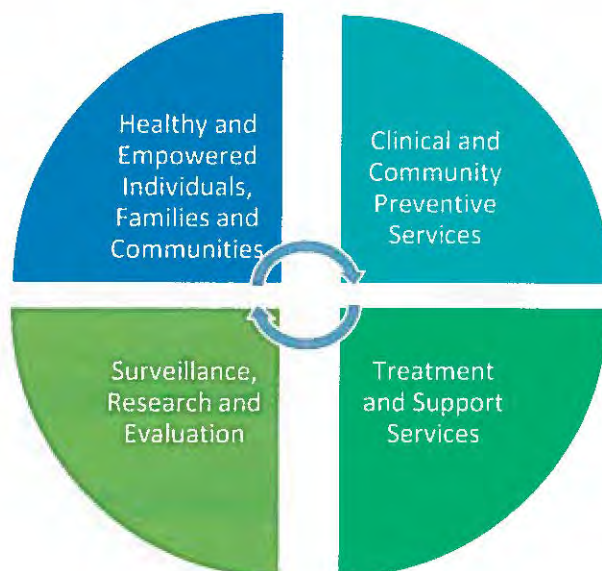 Healthy and
Empowered
Individuals,
Families and
Communities
Clinical and
Community
Preventive
Services
Surveillance,
Research and
Evaluation
Treatment
and Support
Services